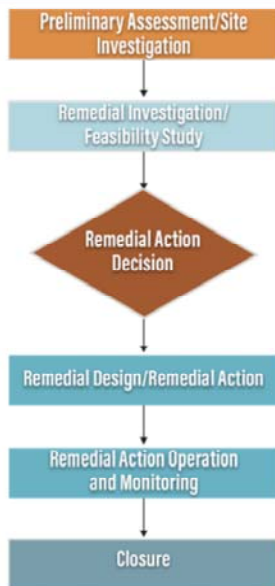 Preliminary Assessment/Site
Investigation
Remedial Investigation/
Feasibility Study
Remedial Action
Decision
Remedial Design/Remedial Action
Remedial Action Operation
and Monitoring
Closure